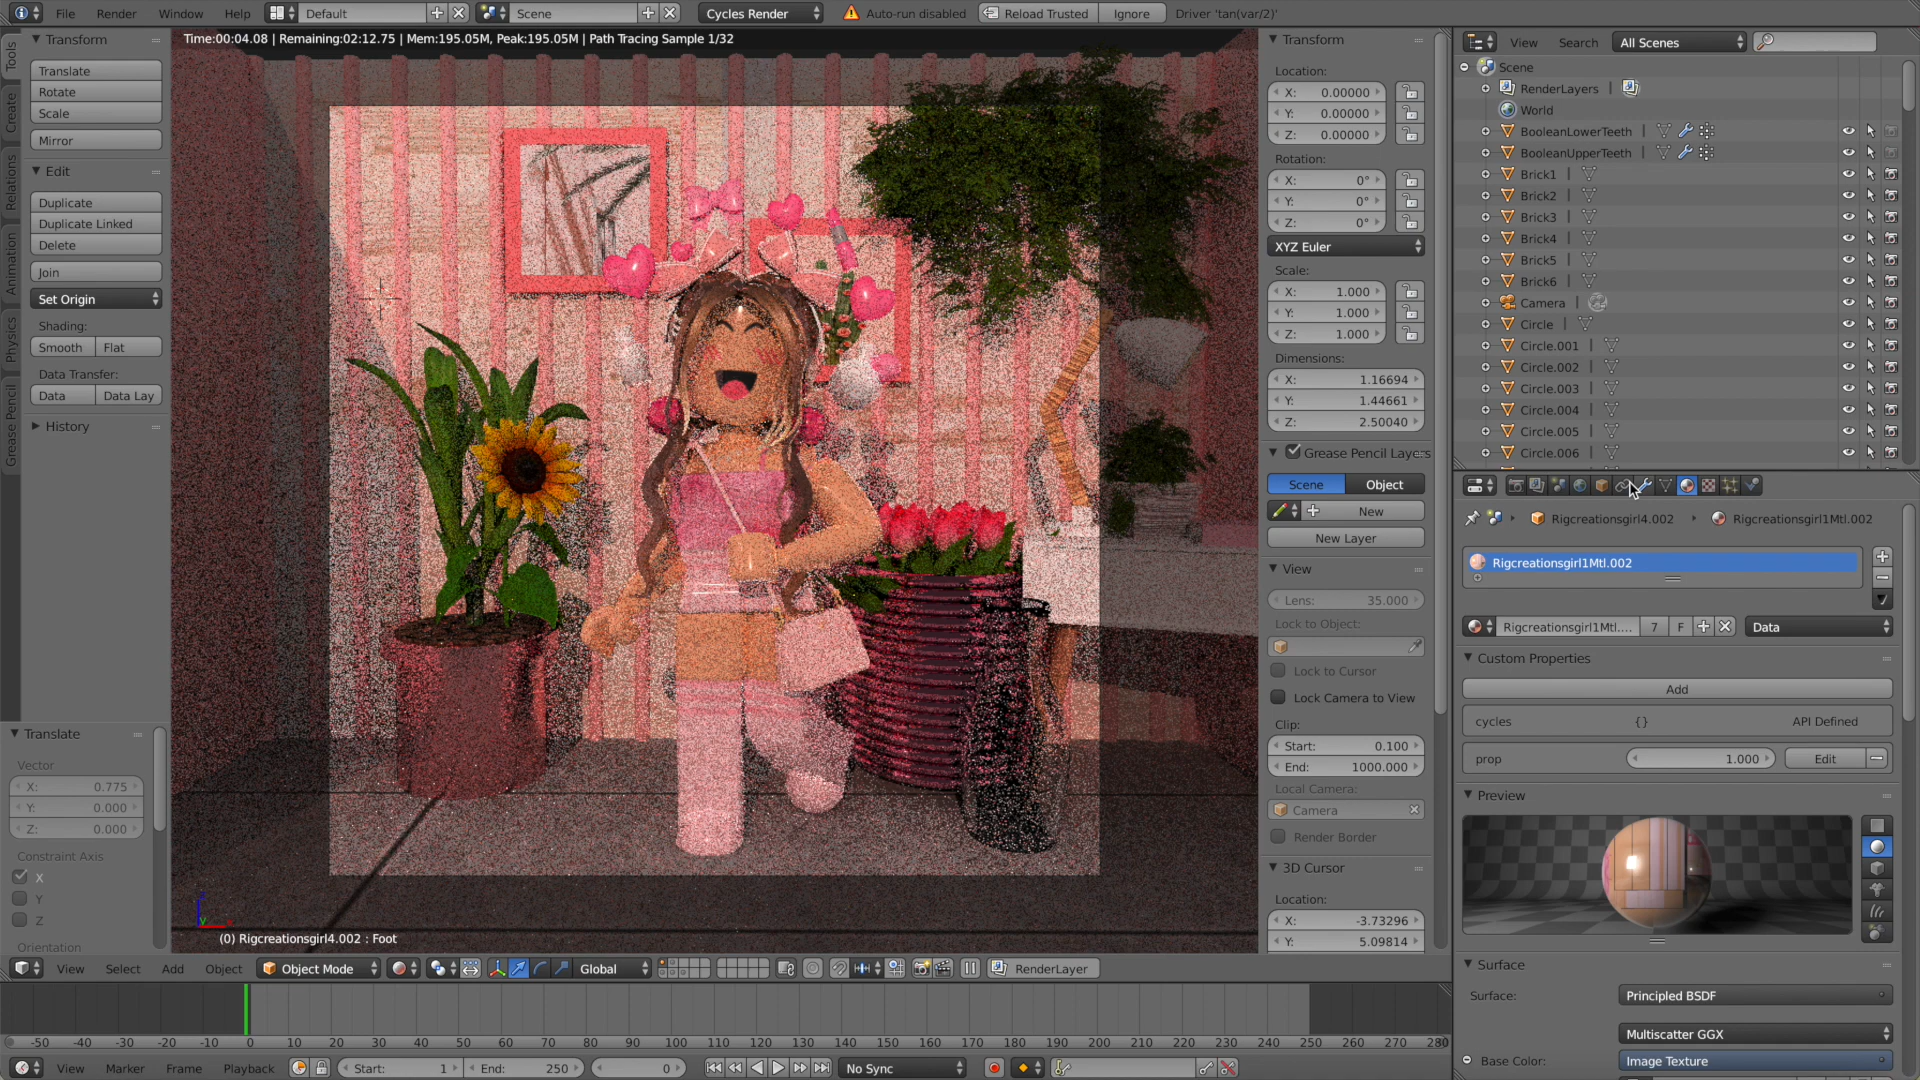 File Render Window Help Default Scene Cycles Render Auto-run disabled Reload Trusted Ignore Driver 'tan(var/2)'
Time:00:04.08 | Remaining:02:12.75 | Mem:195.05M, Peak:195.05M | Path Tracing Sample 1/32
Tools
Create
Relations
Animation
Physics
Grease Pencil
Transform
Translate
Rotate
Scale
Mirror
Edit
Duplicate
Duplicate Linked
Delete
Join
Set Origin
Shading:
Smooth Flat
Data Transfer:
Data Data Lay
History
Translate
Vector
X: 0.775
Y: 0.000
Z: 0.000
Constraint Axis
X
Y
Z
Orientation
(0) Rigcreationsgirl4.002 : Foot
Transform
Location:
X: 0.00000
Y: 0.00000
Z: 0.00000
Rotation:
X: 0°
Y: 0°
Z: 0°
XYZ Euler
Scale:
X: 1.000
Y: 1.000
Z: 1.000
Dimensions:
X: 1.16694
Y: 1.44661
Z: 2.50040
Grease Pencil Layers
Scene Object
New
New Layer
View
Lens: 35.000
Lock to Object:
Lock to Cursor
Lock Camera to View
Clip:
Start: 0.100
End: 1000.000
Local Camera:
Camera
Render Border
3D Cursor
Location:
X: -3.73296
Y: 5.09814
View Search All Scenes
Scene
RenderLayers |
World
BooleanLowerTeeth |
BooleanUpperTeeth |
Brick1 |
Brick2 |
Brick3 |
Brick4 |
Brick5 |
Brick6 |
Camera |
Circle |
Circle.001 |
Circle.002 |
Circle.003 |
Circle.004 |
Circle.005 |
Circle.006 |
Rigcreationsgirl4.002 Rigcreationsgirl1Mtl.002
Rigcreationsgirl1Mtl.002
Rigcreationsgirl1Mtl.... 7 F Data
Custom Properties
Add
cycles {} API Defined
prop 1.000 Edit
Preview
Surface
Surface: Principled BSDF
Multiscatter GGX
Base Color: Image Texture
View Select Add Object Object Mode Global RenderLayer
-50 -40 -30 -20 -10 0 10 20 30 40 50 60 70 80 90 100 110 120 130 140 150 160 170 180 190 200 210 220 230 240 250 260 270 280
View Marker Frame Playback Start: 1 End: 250 0 No Sync